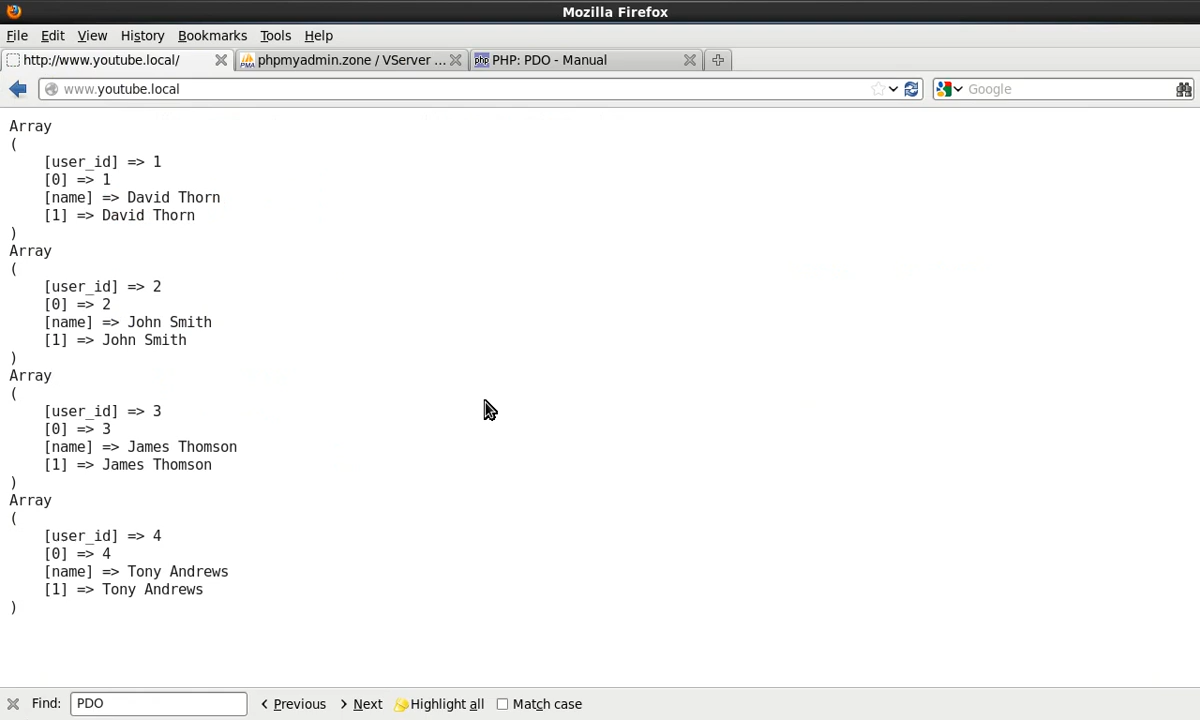 Mozilla Firefox
File Edit View History Bookmarks Tools Help
http://www.youtube.local/ phpmyadmin.zone / VServer ... PHP: PDO - Manual
www.youtube.local Google
Array
(
[user_id] => 1
[0] => 1
[name] => David Thorn
[1] => David Thorn
)
Array
(
[user_id] => 2
[0] => 2
[name] => John Smith
[1] => John Smith
)
Array
(
[user_id] => 3
[0] => 3
[name] => James Thomson
[1] => James Thomson
)
Array
(
[user_id] => 4
[0] => 4
[name] => Tony Andrews
[1] => Tony Andrews
)
Find: PDO < Previous > Next Highlight all Match case